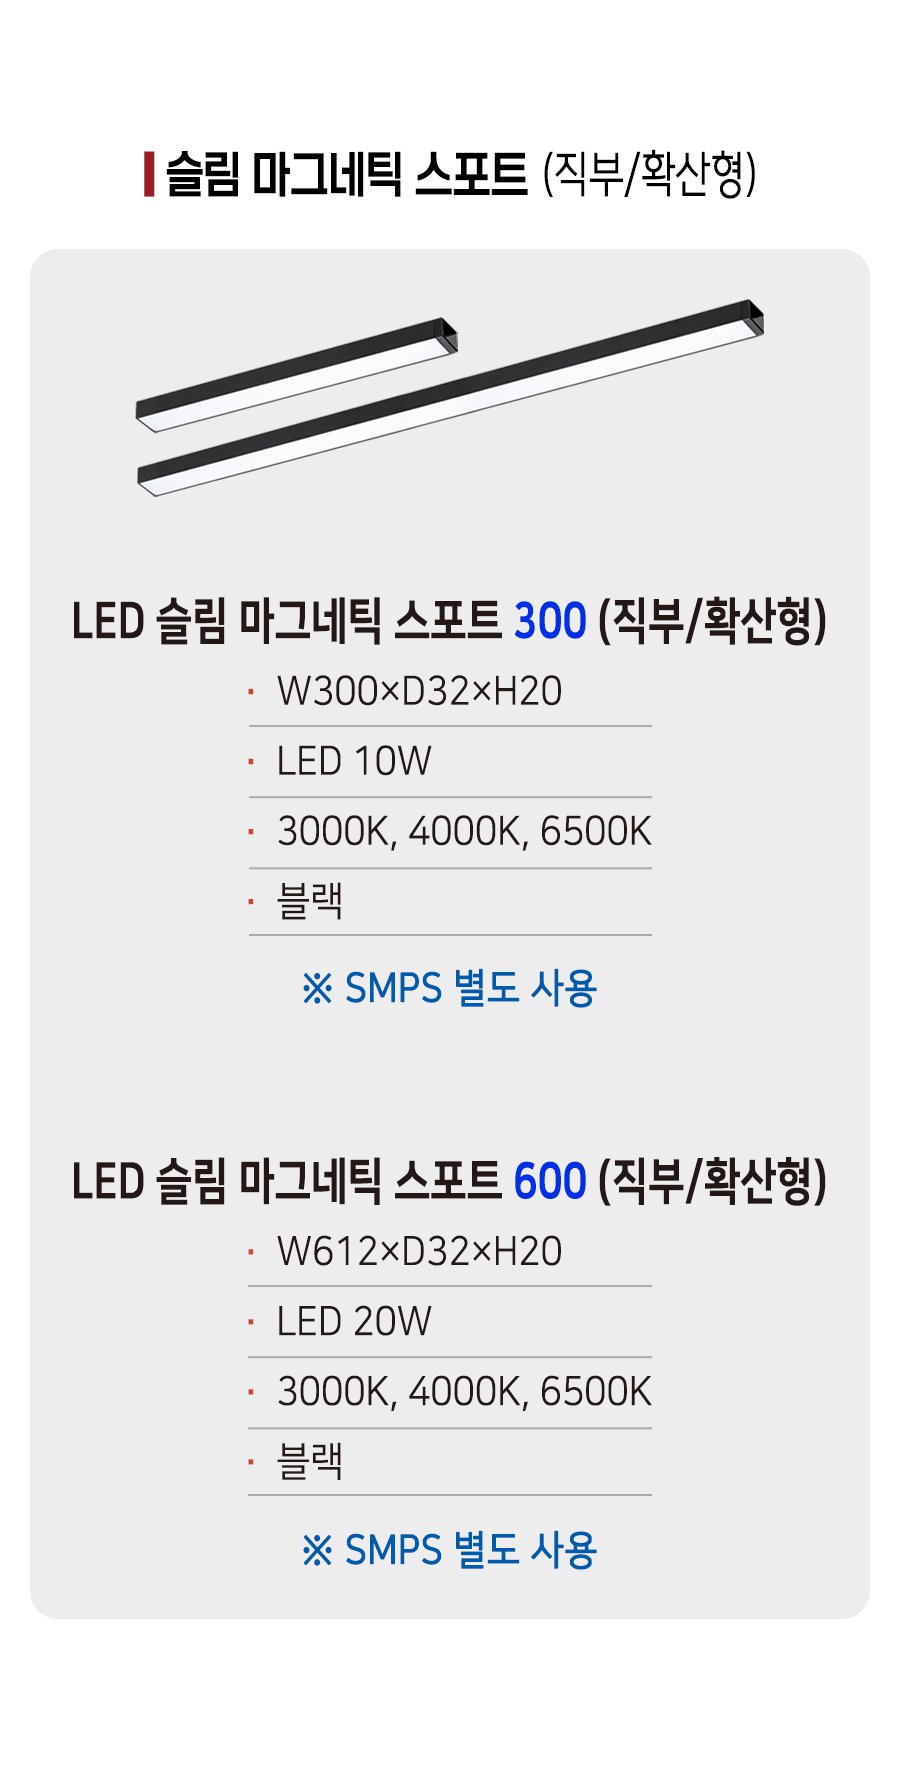 슬림 마그네틱 스포트 (직부/확산형)
LED 슬림 마그네틱 스포트 300 (직부/확산형)
· W300×D32×H20
· LED 10W
· 3000K, 4000K, 6500K
· 블랙
※ SMPS 별도 사용
LED 슬림 마그네틱 스포트 600 (직부/확산형)
· W612×D32×H20
· LED 20W
· 3000K, 4000K, 6500K
· 블랙
※ SMPS 별도 사용